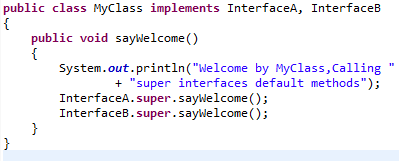 public class MyClass implements InterfaceA, InterfaceB
{
    public void sayWelcome()
    {
        System.out.println("Welcome by MyClass,Calling "
                + "super interfaces default methods");
        InterfaceA.super.sayWelcome();
        InterfaceB.super.sayWelcome();
    }
}